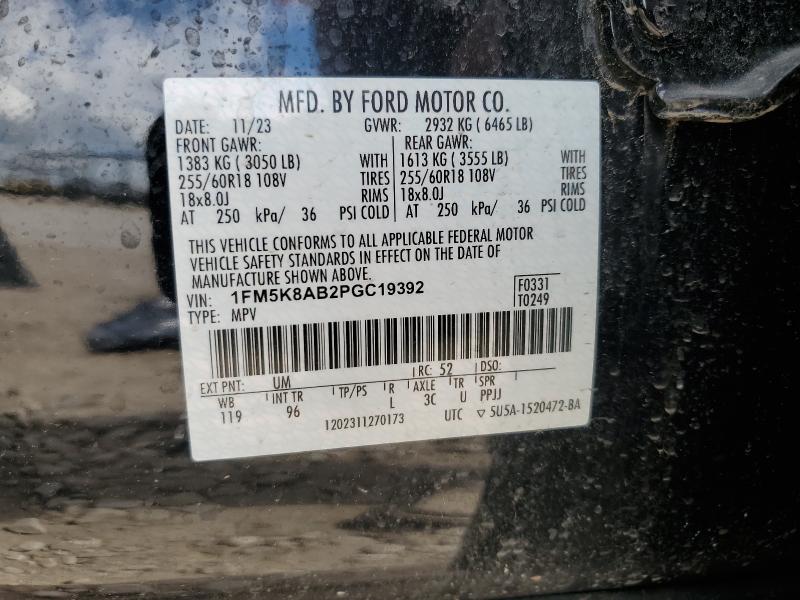 MFD. BY FORD MOTOR CO.
DATE: 11/23 GVWR: 2932 KG ( 6465 LB)
FRONT GAWR: REAR GAWR:
1383 KG ( 3050 LB) WITH 1613 KG ( 3555 LB) WITH
255/60R18 108V TIRES 255/60R18 108V TIRES
18x8.0J RIMS 18x8.0J RIMS
AT 250 kPa/ 36 PSI COLD AT 250 kPa/ 36 PSI COLD
THIS VEHICLE CONFORMS TO ALL APPLICABLE FEDERAL MOTOR
VEHICLE SAFETY STANDARDS IN EFFECT ON THE DATE OF
MANUFACTURE SHOWN ABOVE.
VIN: 1FM5K8AB2PGC19392 F0331
TYPE: MPV T0249
EXT PNT: UM RC: 52 DSO:
WB INT TR TP/PS R AXLE TR SPR
119 96 L 3C U PPJJ
1202311270173 UTC ▽ 5U5A-1520472-BA